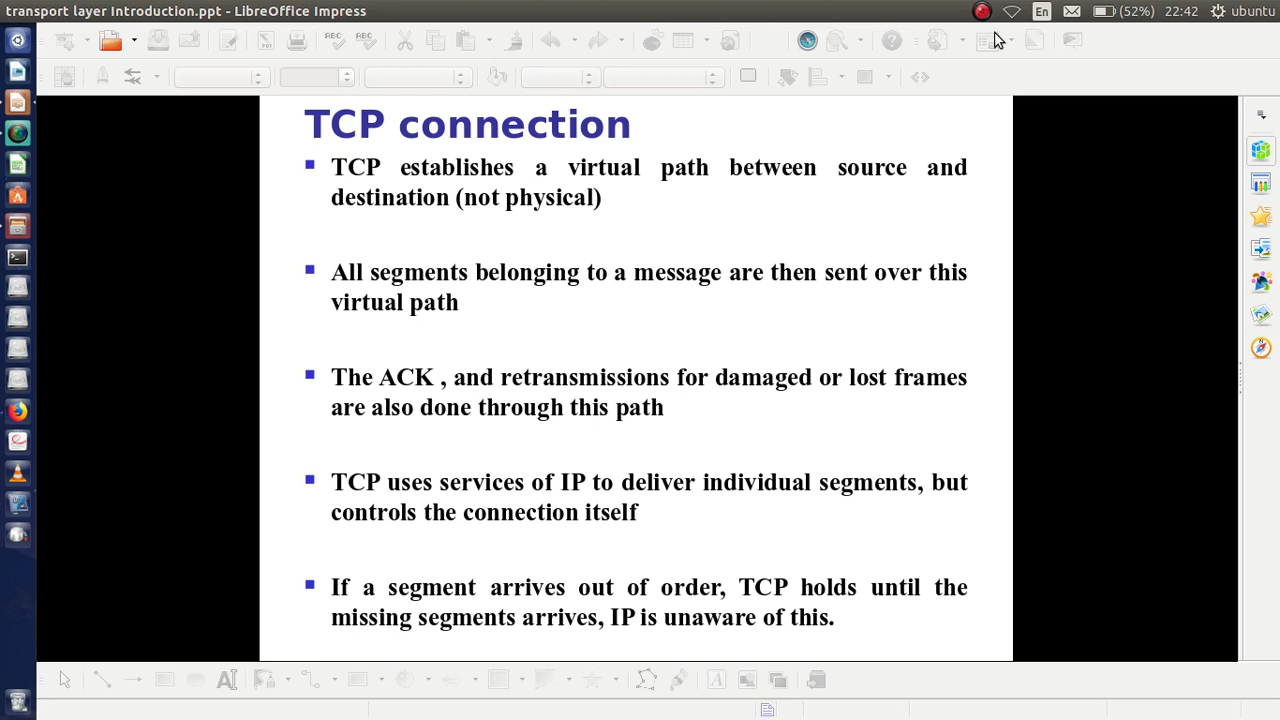 transport layer Introduction.ppt - LibreOffice Impress
En
(52%)
22:42
ubuntu
TCP connection
TCP establishes a virtual path between source and
destination (not physical)
All segments belonging to a message are then sent over this
virtual path
The ACK , and retransmissions for damaged or lost frames
are also done through this path
TCP uses services of IP to deliver individual segments, but
controls the connection itself
If a segment arrives out of order, TCP holds until the
missing segments arrives, IP is unaware of this.